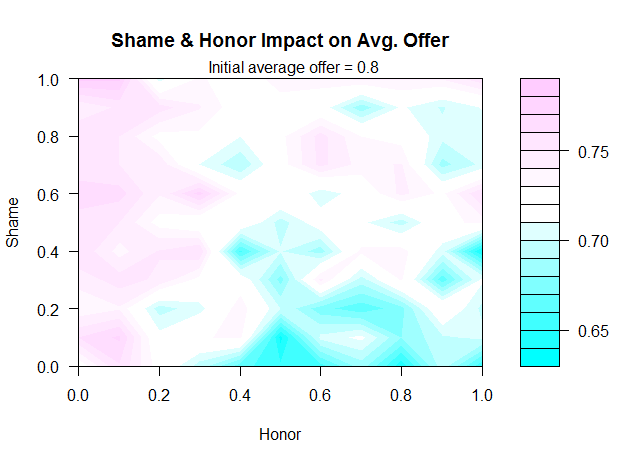 Shame & Honor Impact on Avg. Offer
Initial average offer = 0.8
1.0
0.8
0.6
0.4
0.2
0.0
Shame
0.0 0.2 0.4 0.6 0.8 1.0
Honor
0.75
0.70
0.65